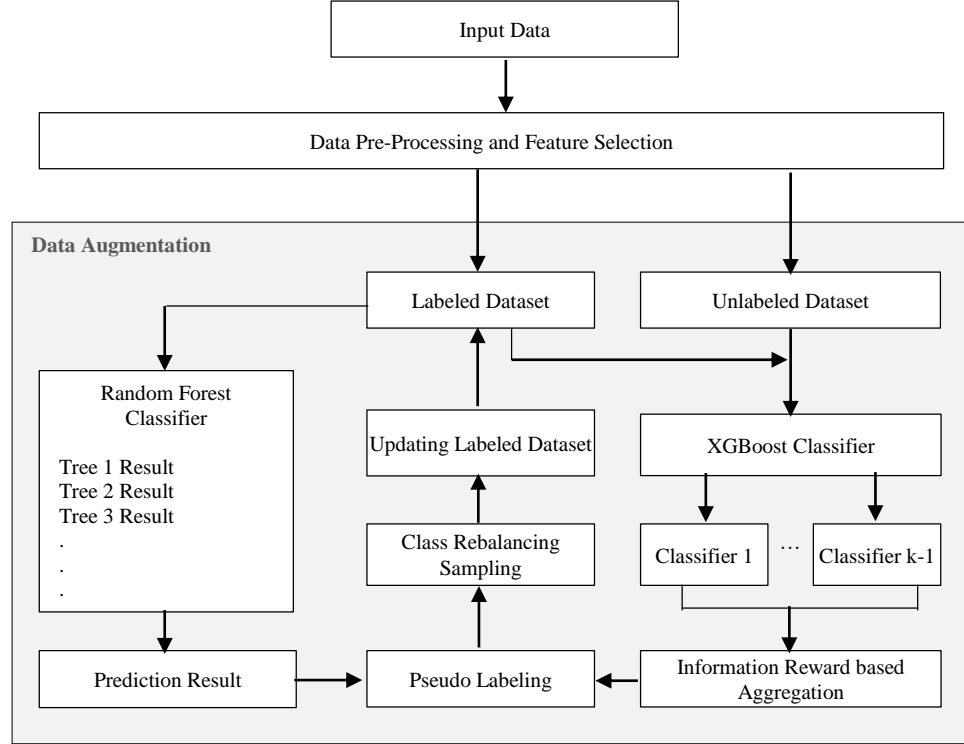 Input Data
Data Pre-Processing and Feature Selection
Data Augmentation
Labeled Dataset
Unlabeled Dataset
Random Forest
Classifier
Tree 1 Result
Tree 2 Result
Tree 3 Result
.
.
.
Updating Labeled Dataset
XGBoost Classifier
Class Rebalancing
Sampling
Classifier 1
...
Classifier k-1
Prediction Result
Pseudo Labeling
Information Reward based
Aggregation